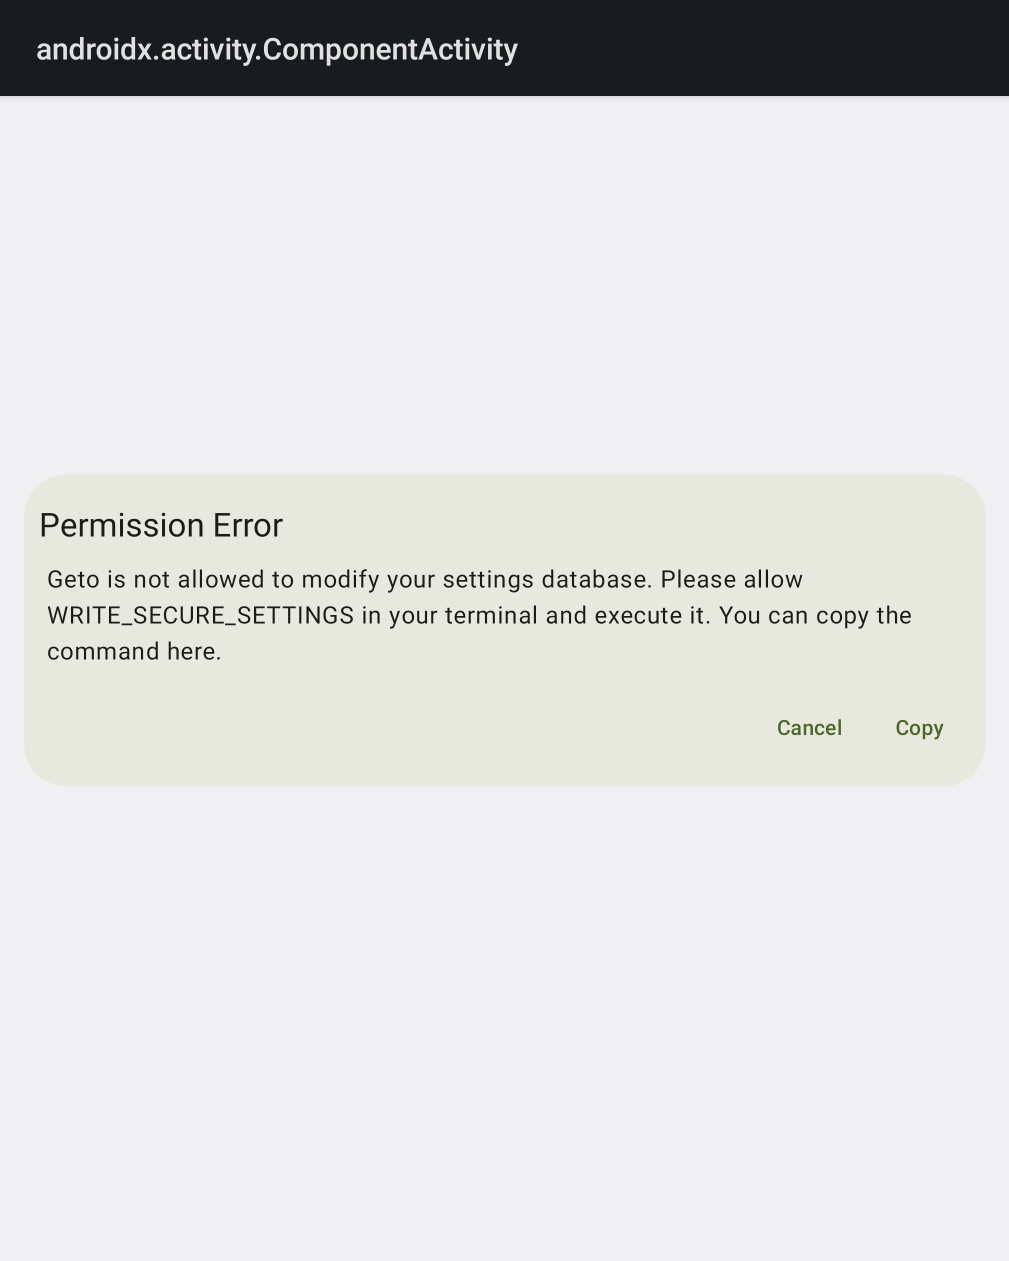 androidx.activity.ComponentActivity
Permission Error
Geto is not allowed to modify your settings database. Please allow
WRITE_SECURE_SETTINGS in your terminal and execute it. You can copy the
command here.
Cancel Copy